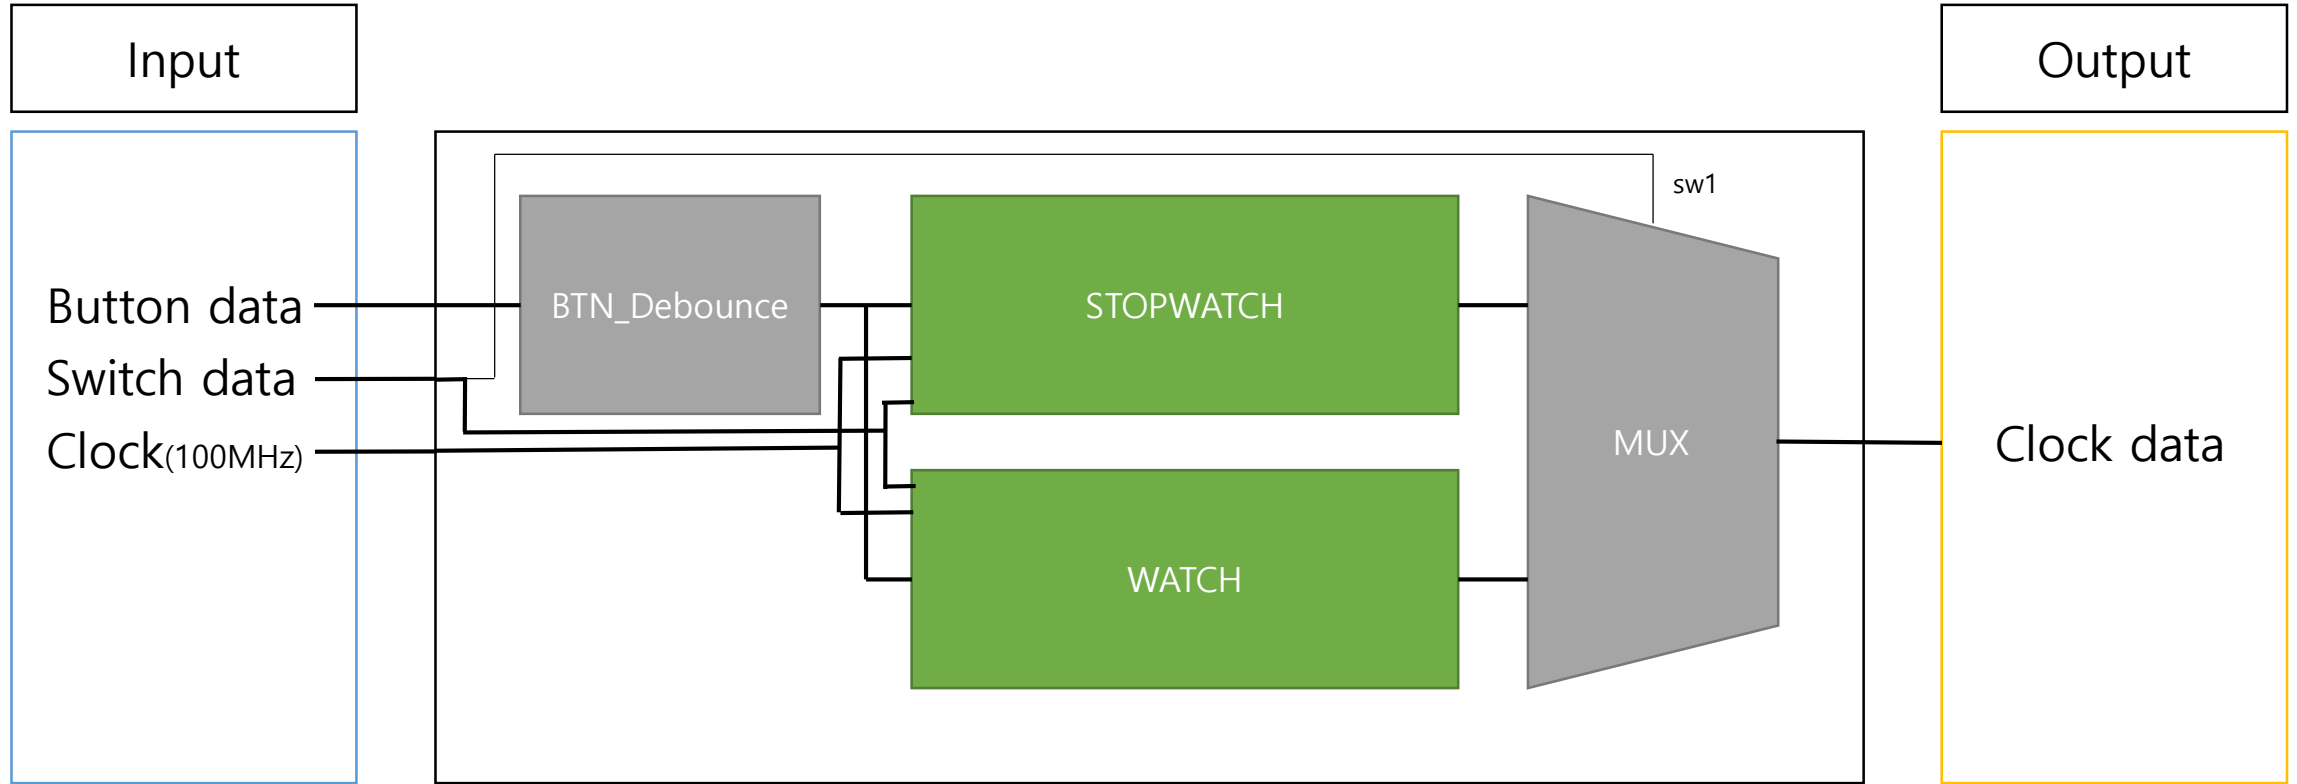 Input
Output
sw1
Button data
BTN_Debounce
STOPWATCH
Switch data
Clock(100MHz)
MUX
Clock data
WATCH